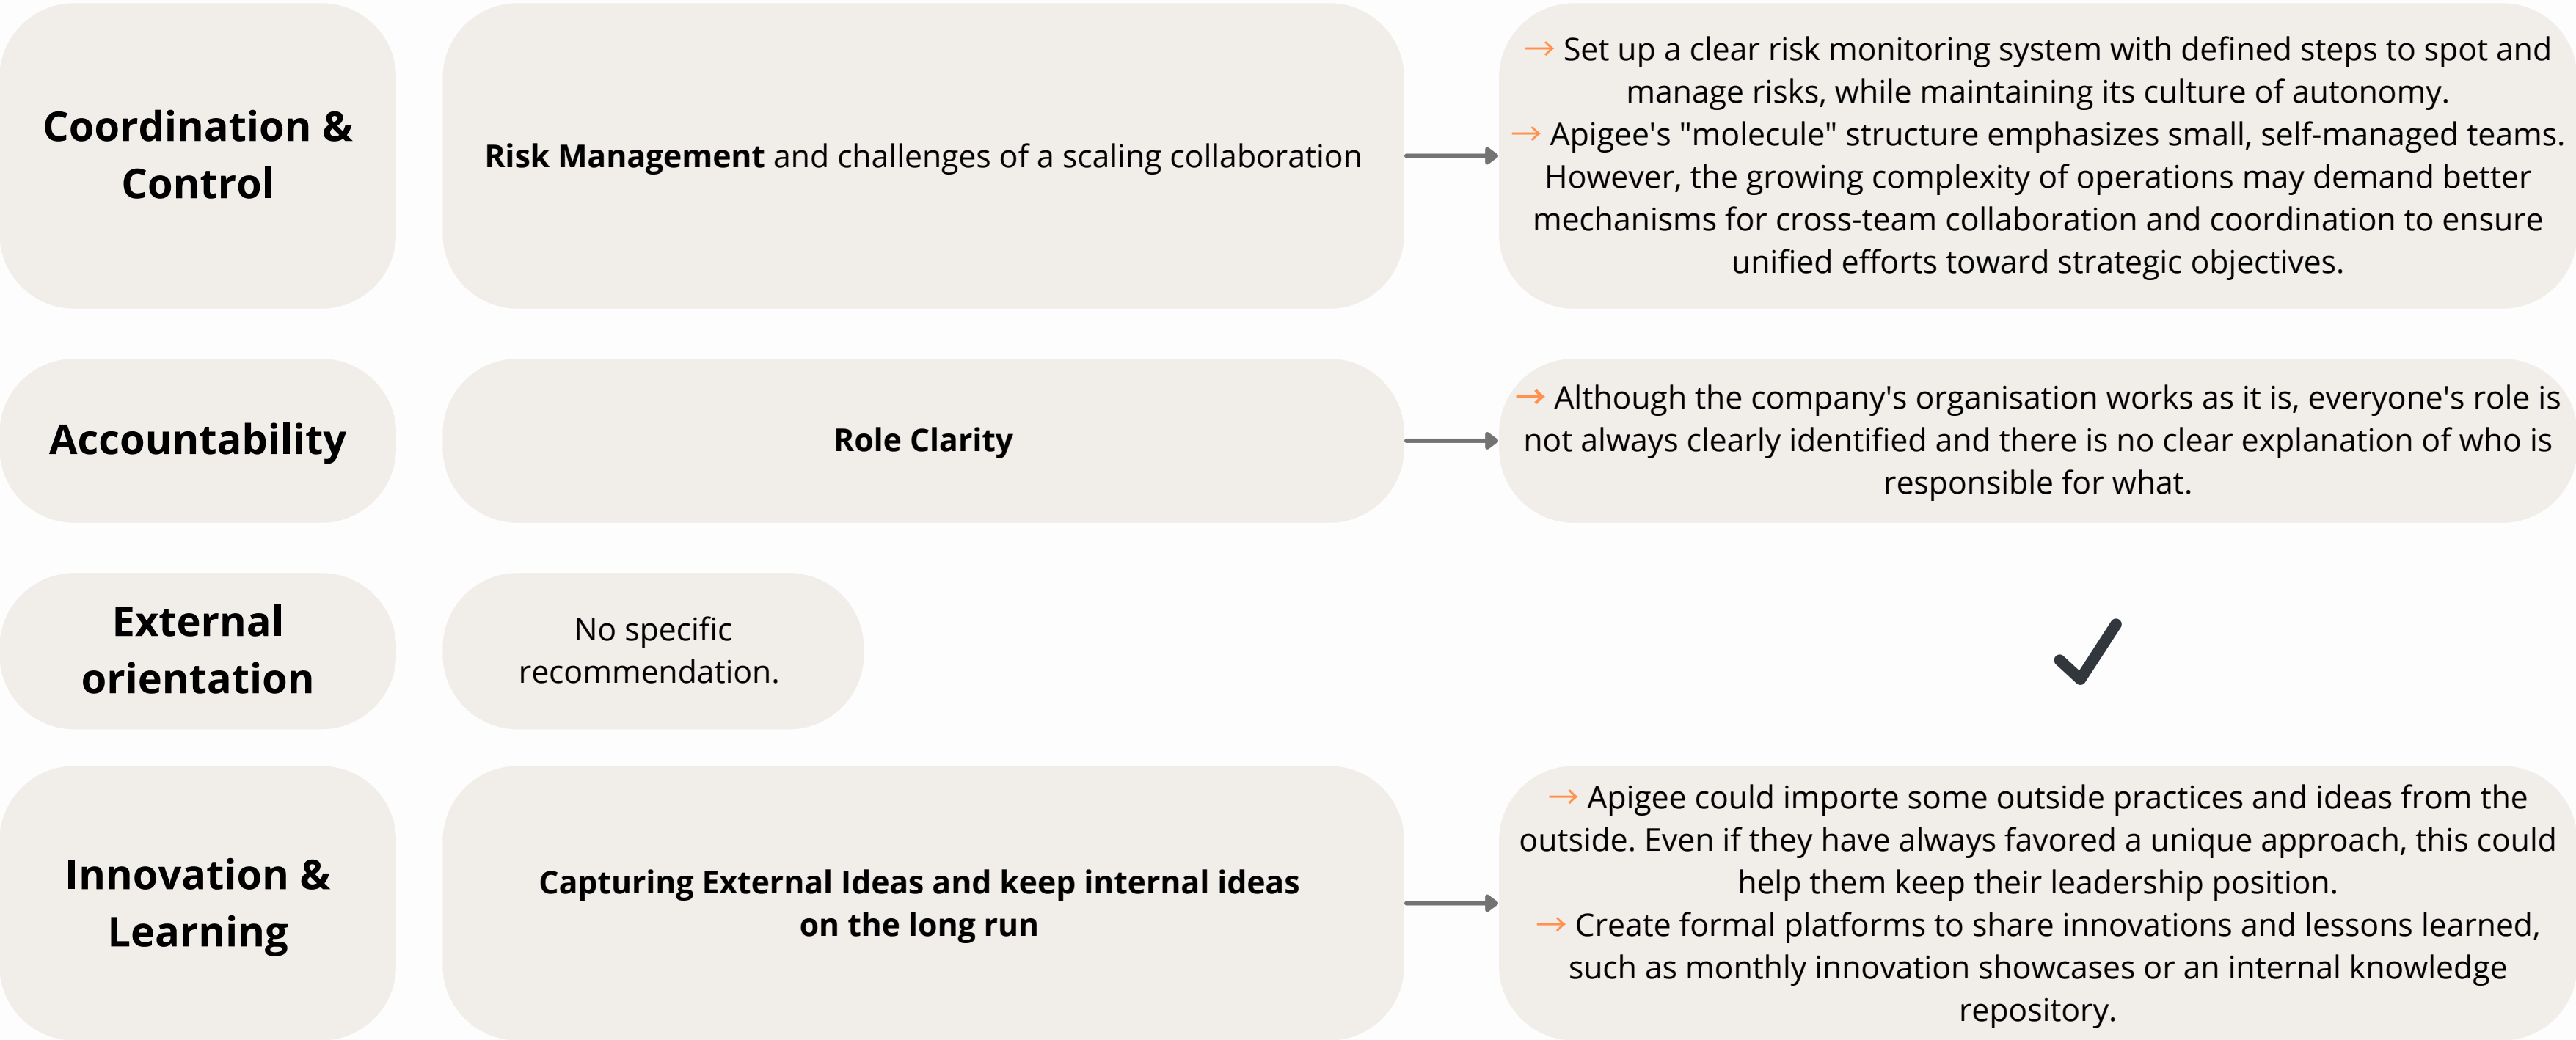 Coordination &
Control
Risk Management and challenges of a scaling collaboration
→ Set up a clear risk monitoring system with defined steps to spot and
manage risks, while maintaining its culture of autonomy.
→ Apigee's "molecule" structure emphasizes small, self-managed teams.
However, the growing complexity of operations may demand better
mechanisms for cross-team collaboration and coordination to ensure
unified efforts toward strategic objectives.
Accountability
Role Clarity
→ Although the company's organisation works as it is, everyone's role is
not always clearly identified and there is no clear explanation of who is
responsible for what.
External
orientation
No specific
recommendation.
Innovation &
Learning
Capturing External Ideas and keep internal ideas
on the long run
→ Apigee could importe some outside practices and ideas from the
outside. Even if they have always favored a unique approach, this could
help them keep their leadership position.
→ Create formal platforms to share innovations and lessons learned,
such as monthly innovation showcases or an internal knowledge
repository.